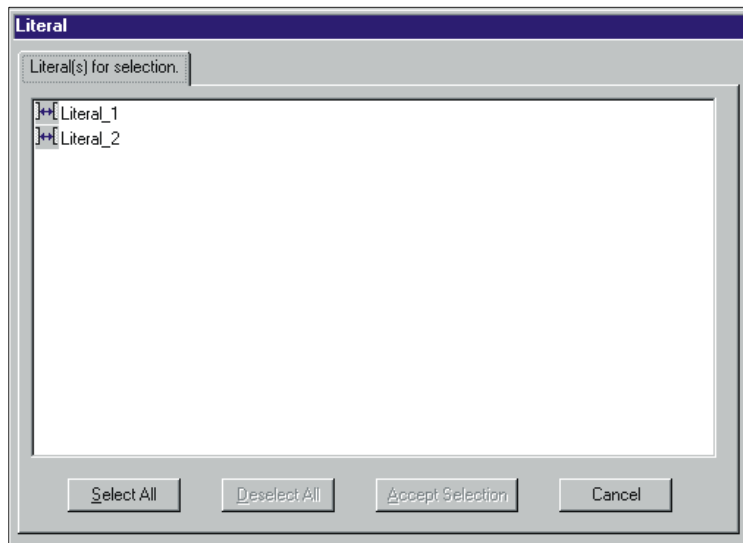 Literal
Literal(s) for selection.
Literal_1
Literal_2
Select All
Deselect All
Accept Selection
Cancel